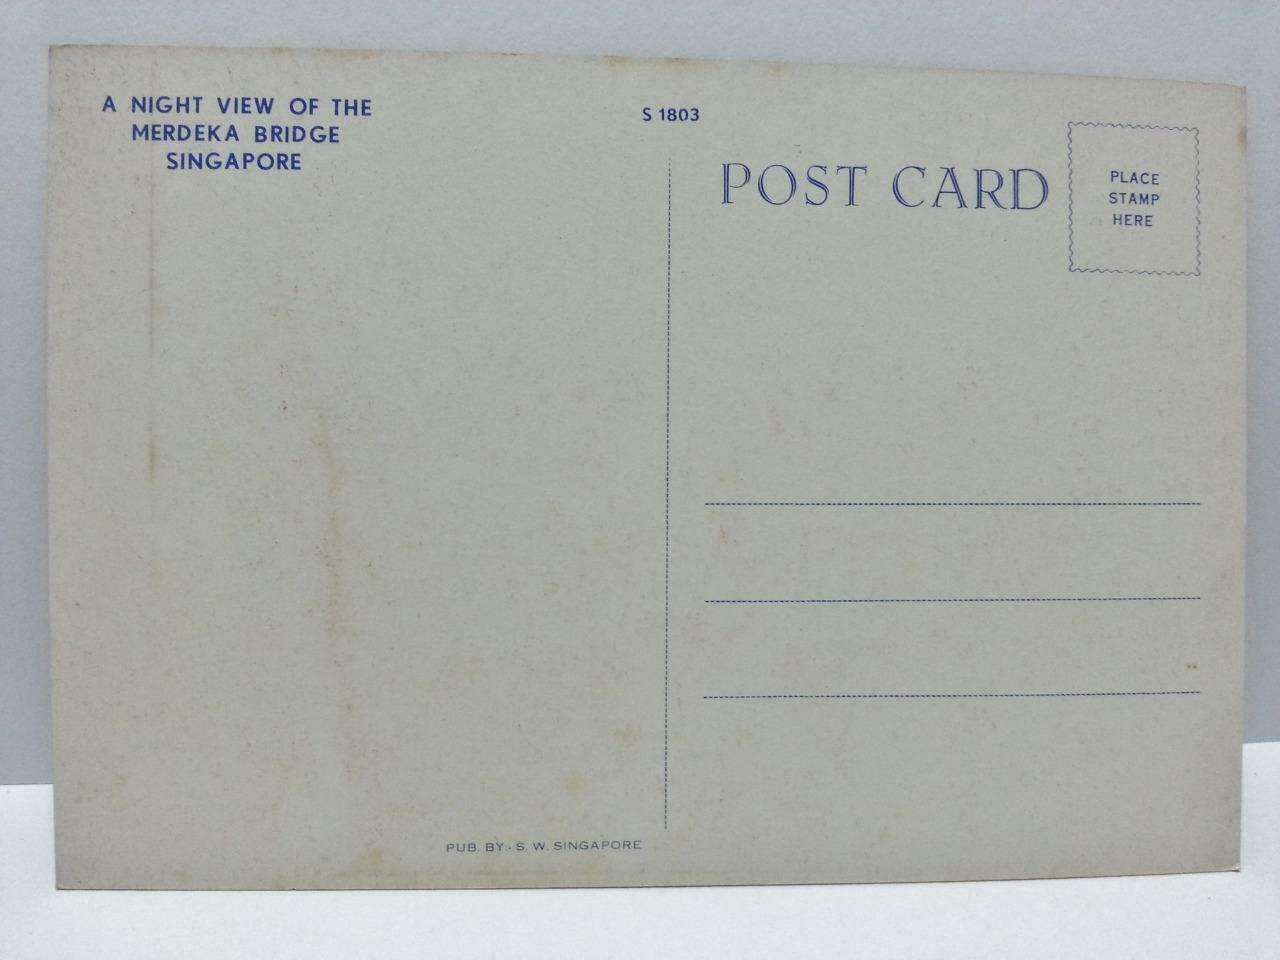 A NIGHT VIEW OF THE
MERDEKA BRIDGE
SINGAPORE
S 1803
POST CARD
PLACE
STAMP
HERE
PUB. BY:- S. W. SINGAPORE